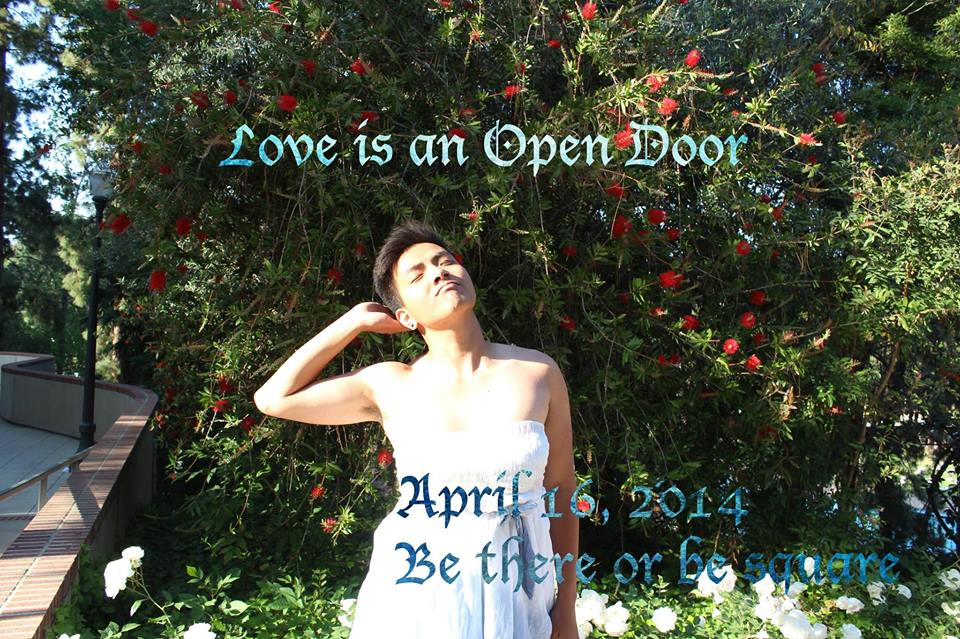 Love is an Open Door
April 16, 2014
Be there or be square